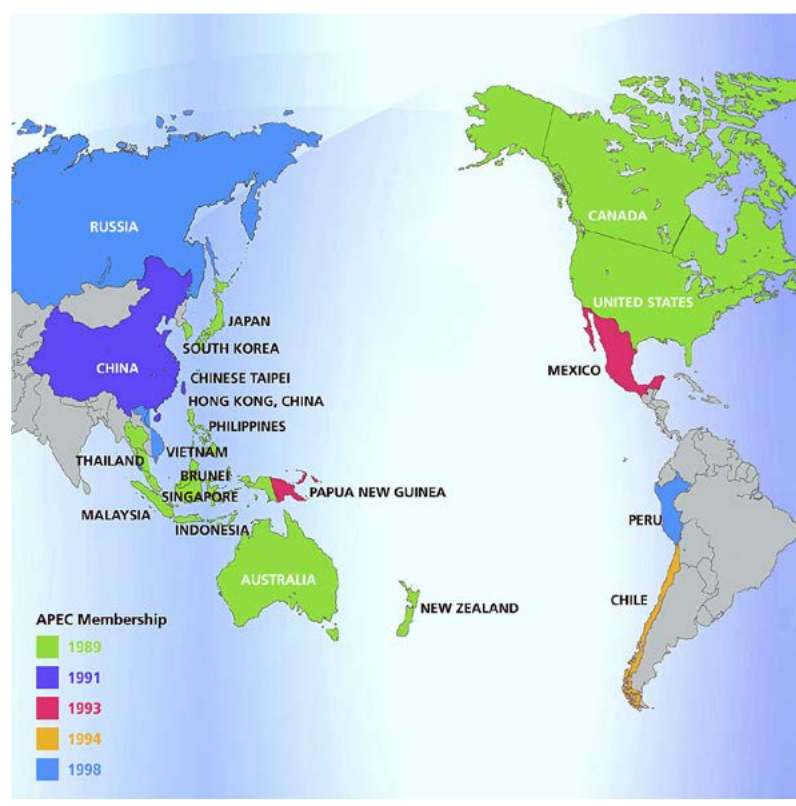 RUSSIA
CANADA
UNITED STATES
JAPAN
SOUTH KOREA
CHINA
MEXICO
CHINESE TAIPEI
HONG KONG, CHINA
PHILIPPINES
VIETNAM
THAILAND
BRUNEI
SINGAPORE
PAPUA NEW GUINEA
MALAYSIA
INDONESIA
PERU
AUSTRALIA
CHILE
NEW ZEALAND
APEC Membership
1989
1991
1993
1994
1998